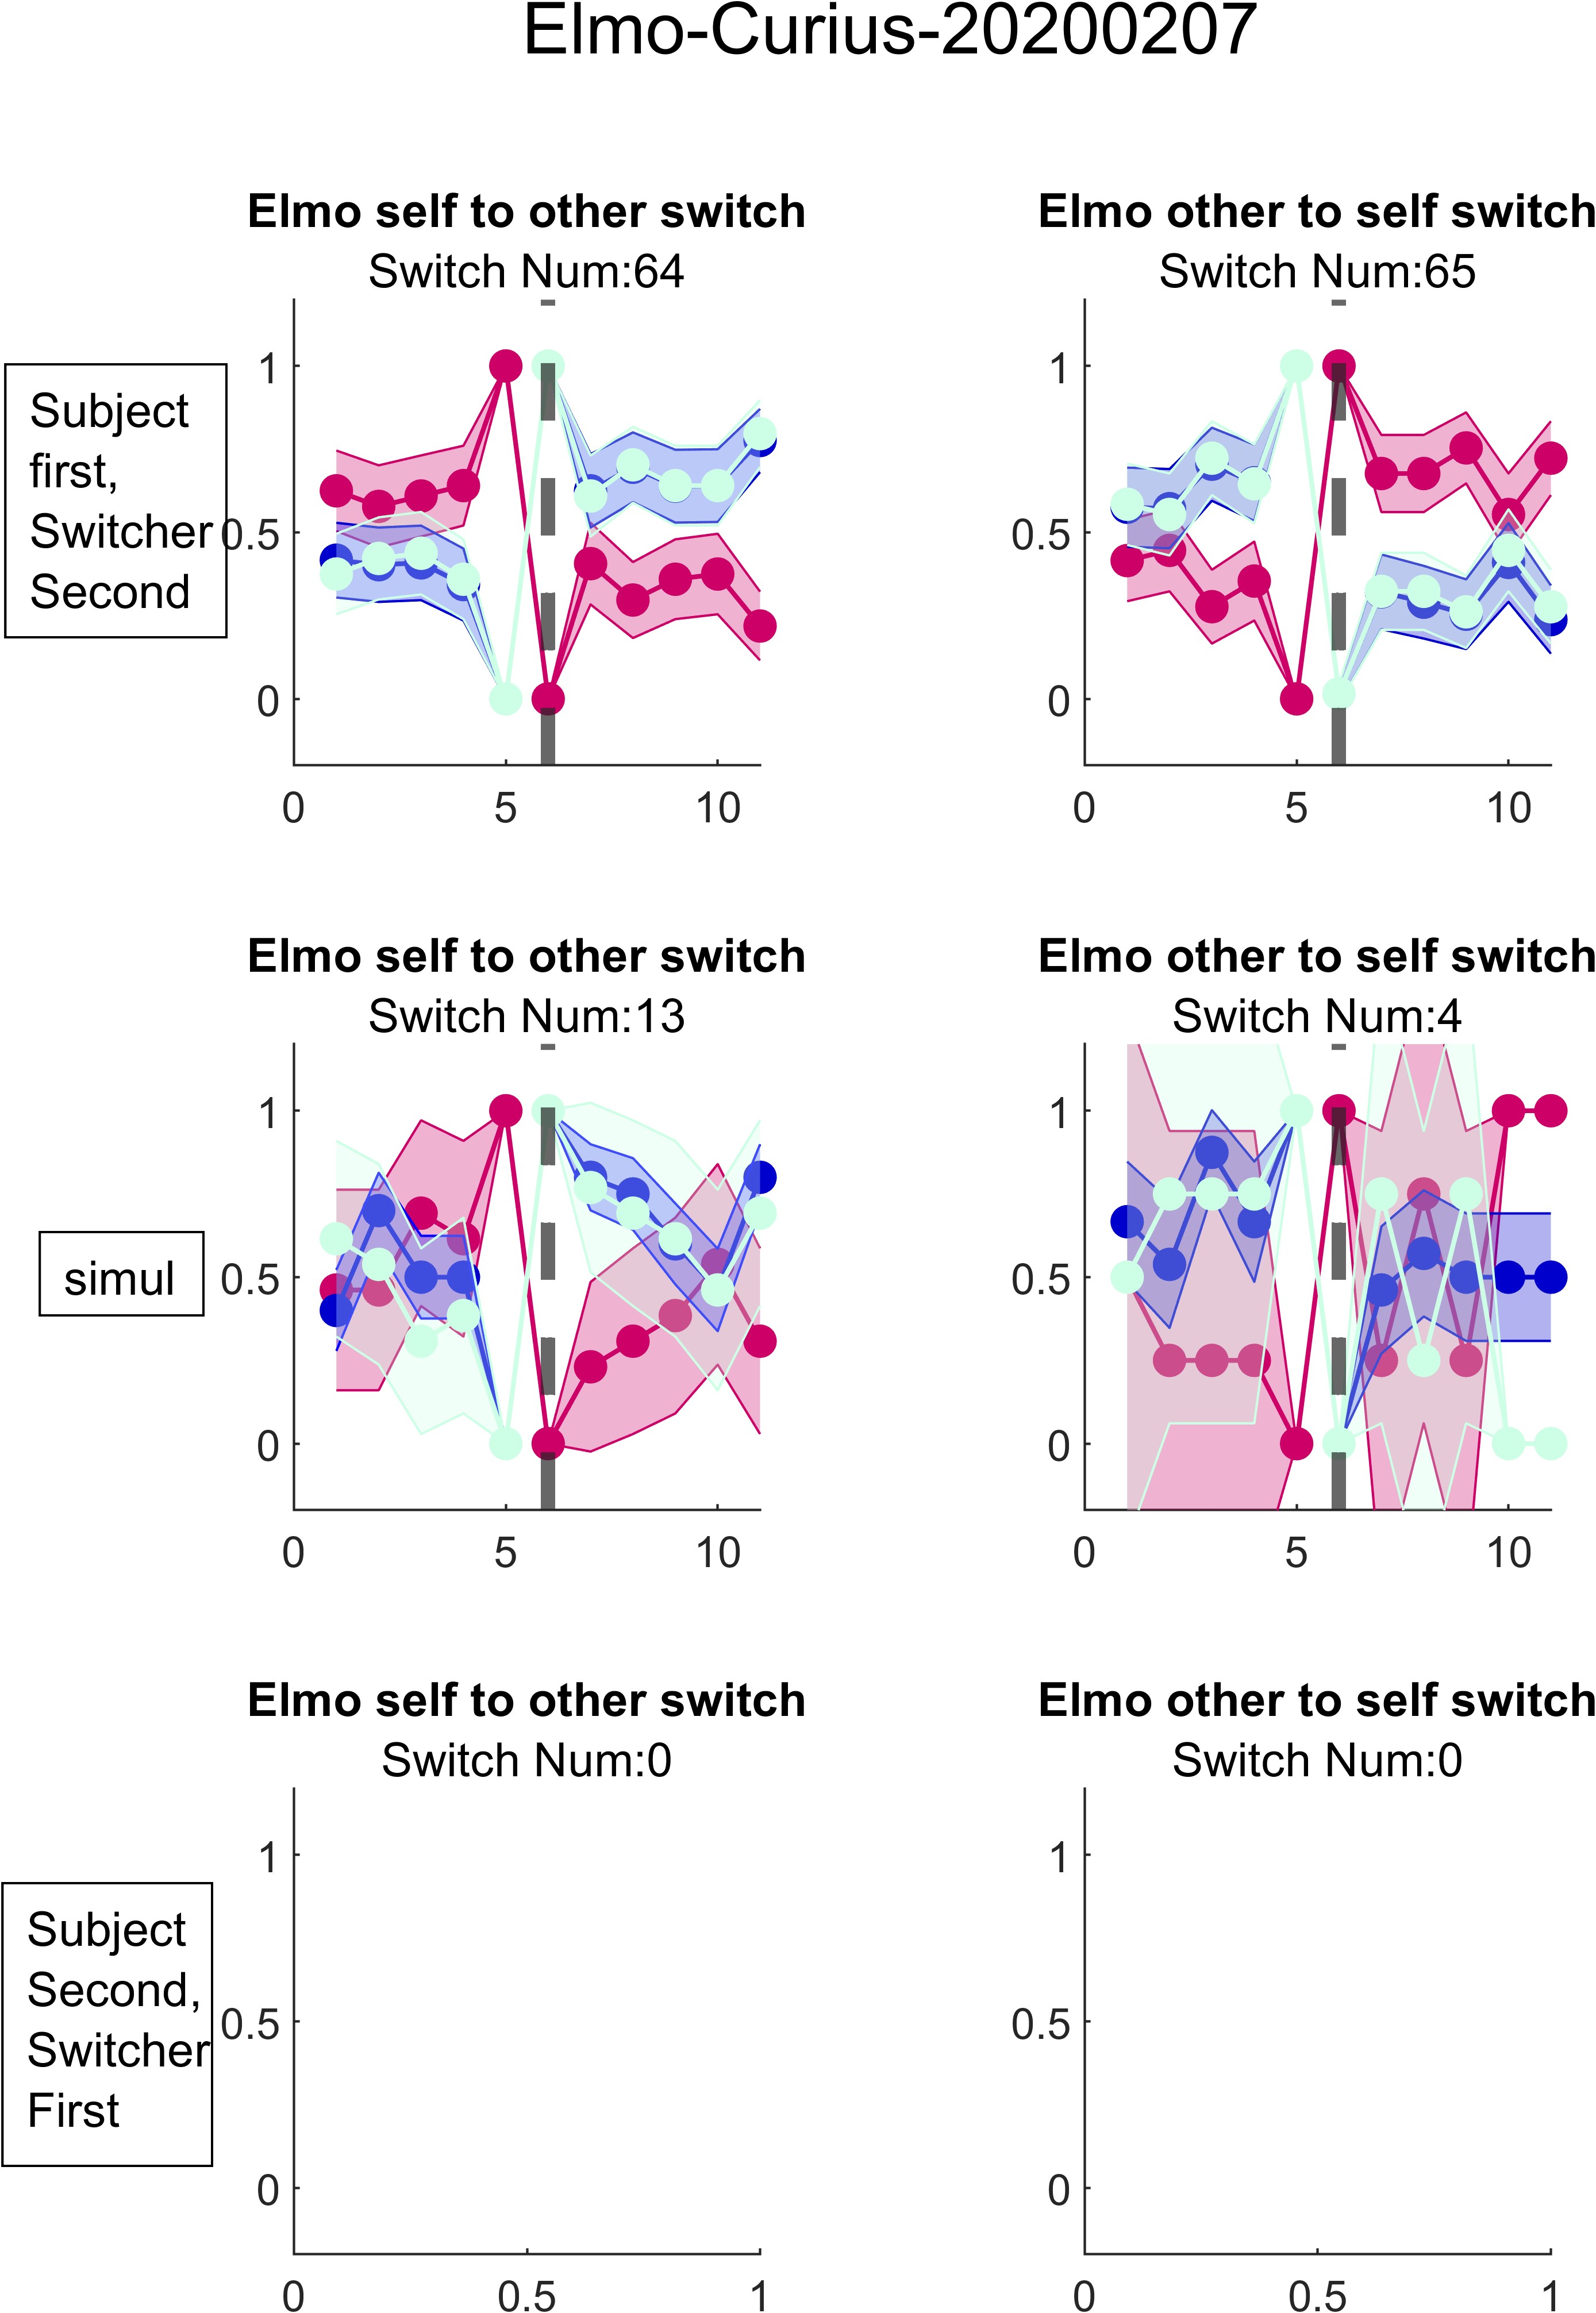 Elmo-Curius-20200207
Elmo self to other switch
Switch Num:64
Elmo other to self switch
Switch Num:65
Subject
first,
Switcher
Second
1
0.5
0
0
5
10
1
0.5
0
0
5
10
Elmo self to other switch
Switch Num:13
Elmo other to self switch
Switch Num:4
simul
1
0.5
0
0
5
10
1
0.5
0
0
5
10
Elmo self to other switch
Switch Num:0
Elmo other to self switch
Switch Num:0
Subject
Second,
Switcher
First
1
0.5
0
0
0.5
1
1
0.5
0
0
0.5
1